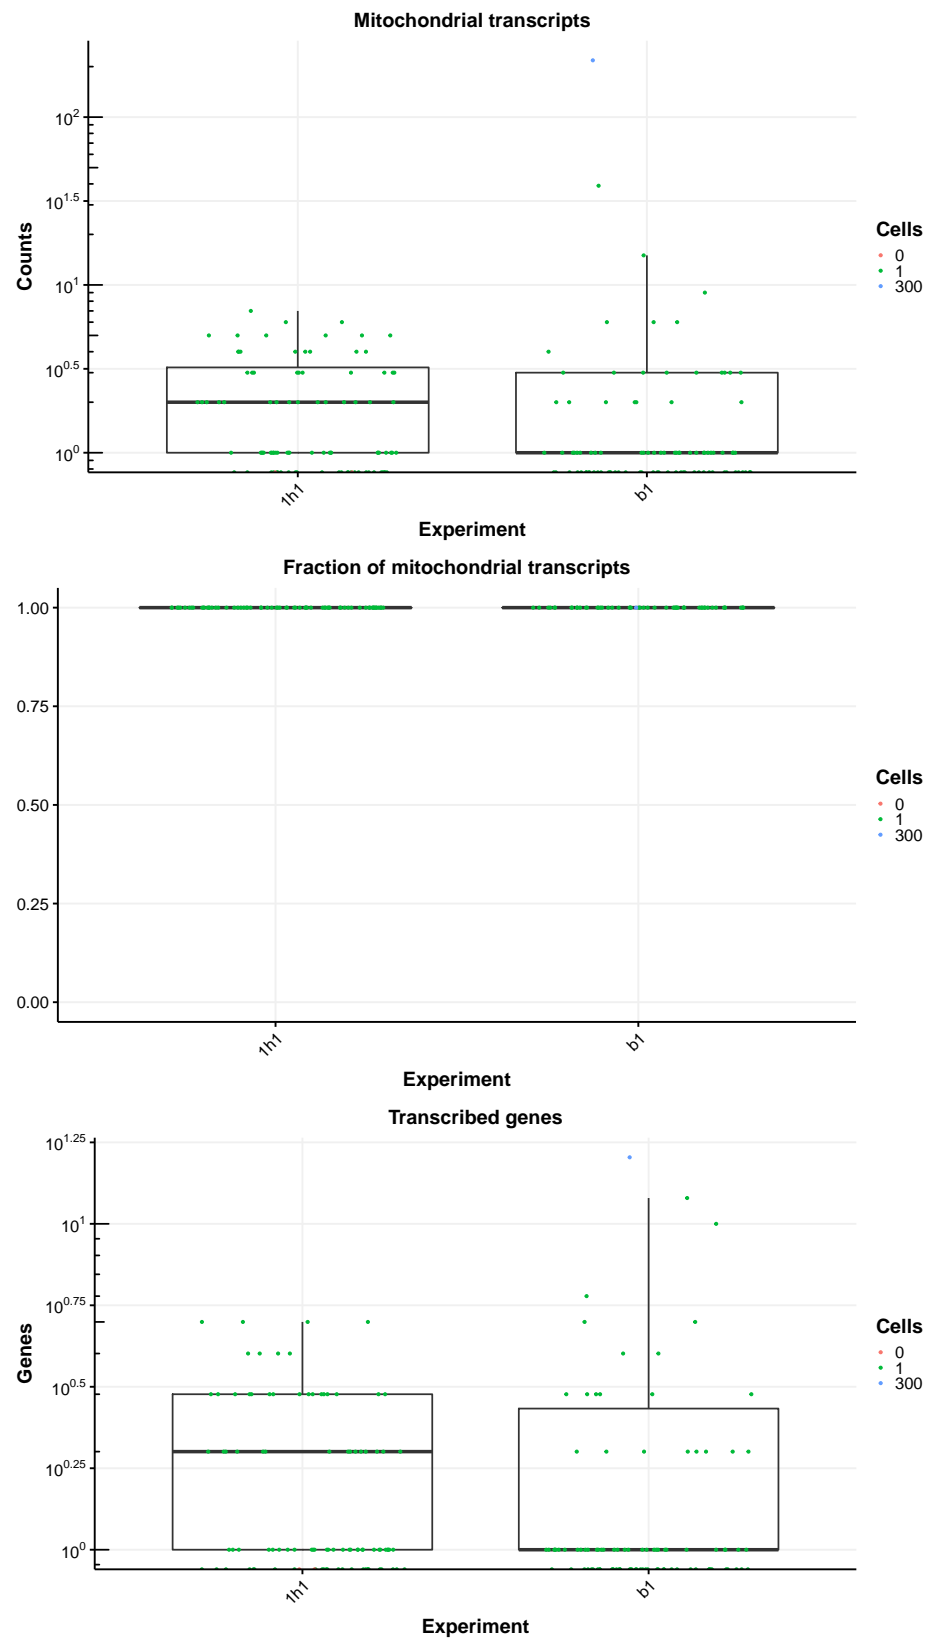 Mitochondrial transcripts
Counts
10^2
10^1.5
10^1
10^0.5
10^0
1h1
b1
Experiment
Cells
0
1
300
Fraction of mitochondrial transcripts
1.00
0.75
0.50
0.25
0.00
1h1
b1
Experiment
Cells
0
1
300
Transcribed genes
Genes
10^1.25
10^1
10^0.75
10^0.5
10^0.25
10^0
1h1
b1
Experiment
Cells
0
1
300